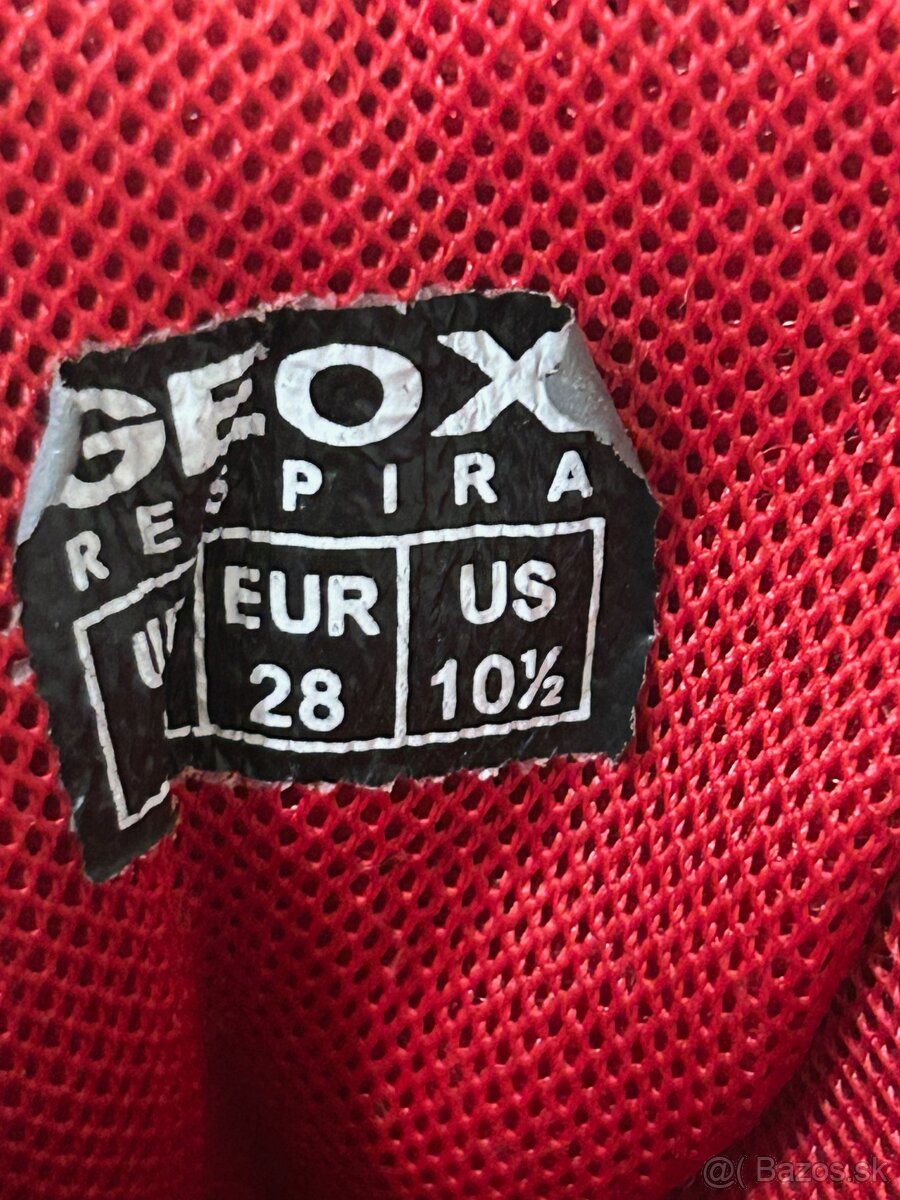 GEOX
RESPIRA
EUR US
28 10½
@( Bazos.sk